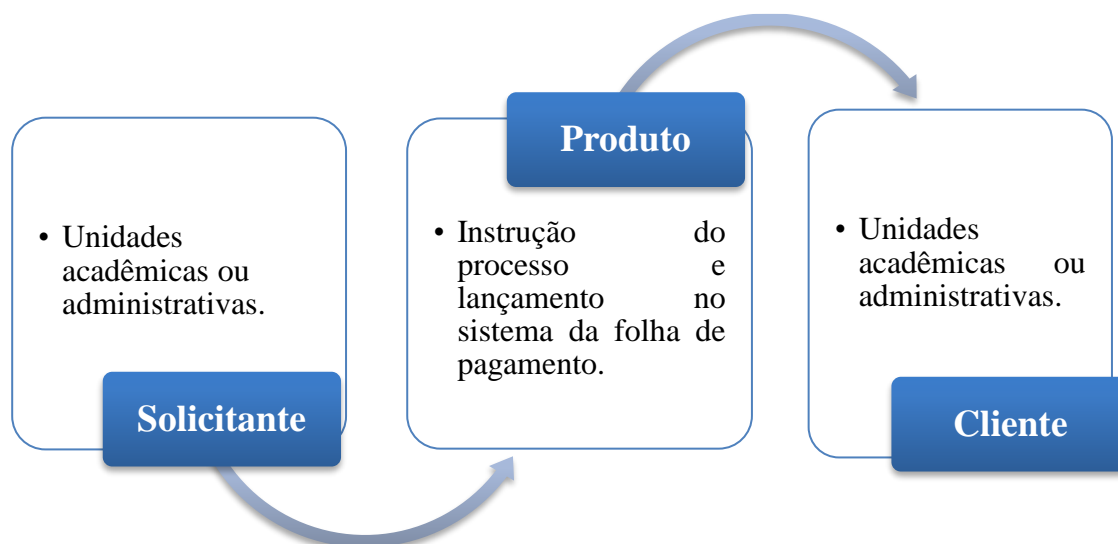 • Unidades
acadêmicas ou
administrativas.
Solicitante
Produto
• Instrução do
processo e
lançamento no
sistema da folha de
pagamento.
• Unidades
acadêmicas ou
administrativas.
Cliente